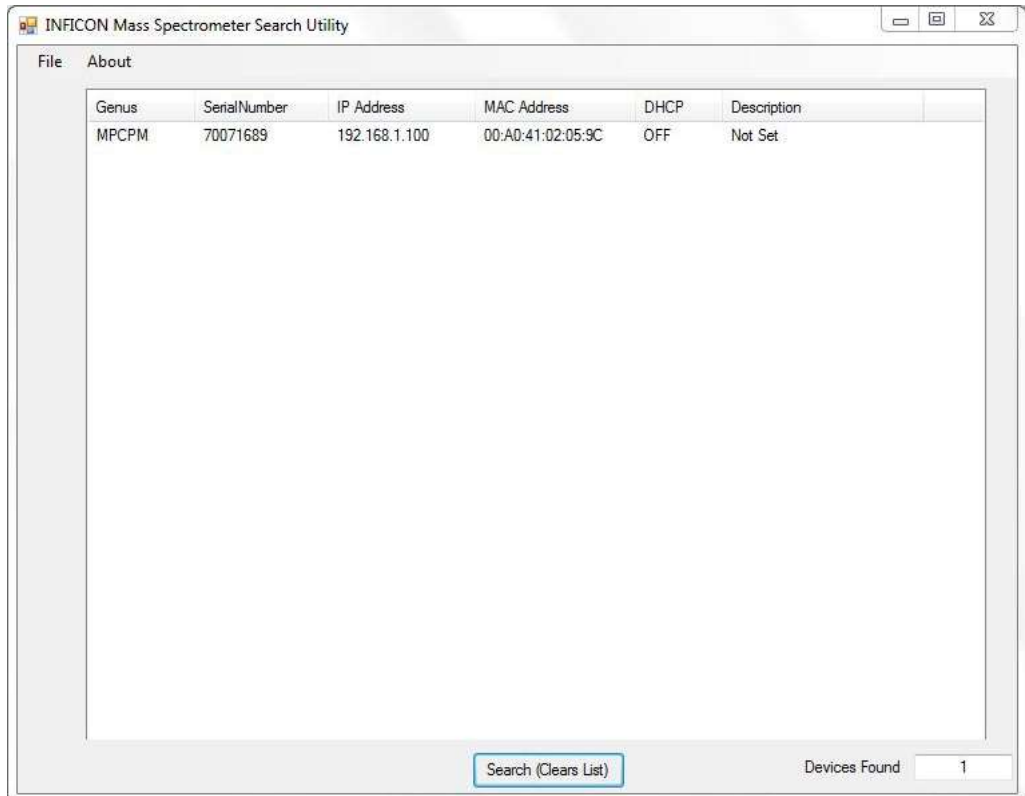 INFICON Mass Spectrometer Search Utility
File About
Genus SerialNumber IP Address MAC Address DHCP Description
MPCPM 70071689 192.168.1.100 00:A0:41:02:05:9C OFF Not Set
Search (Clears List) Devices Found 1